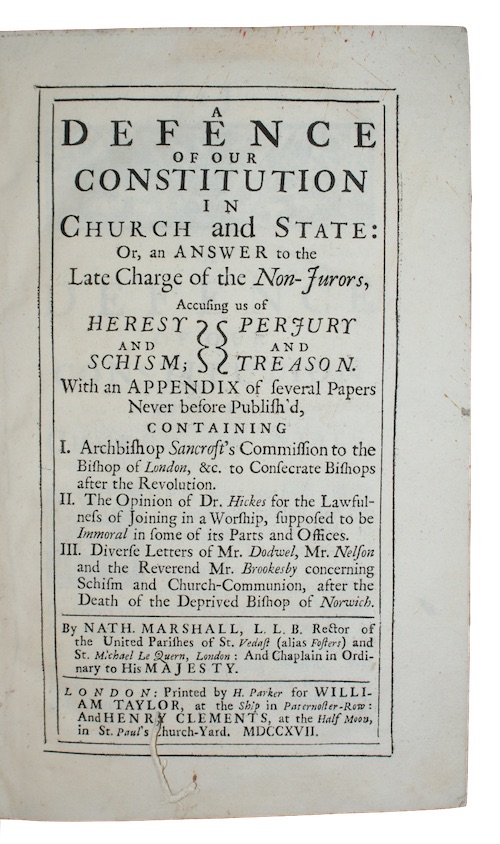 A
DEFENCE
OF OUR
CONSTITUTION
IN
CHURCH and STATE:
Or, an ANSWER to the
Late Charge of the Non-Jurors,
Accuſing us of
HERESY PERJURY
AND AND
SCHISM; TREASON.
With an APPENDIX of ſeveral Papers
Never before Publiſh'd,
CONTAINING
I. Archbiſhop Sancroft's Commiſſion to the
Biſhop of London, &c. to Conſecrate Biſhops
after the Revolution.
II. The Opinion of Dr. Hickes for the Lawful-
neſs of Joining in a Worſhip, ſuppoſed to be
Immoral in ſome of its Parts and Offices.
III. Diverſe Letters of Mr. Dodwel, Mr. Nelſon
and the Reverend Mr. Brookesby concerning
Schiſm and Church-Communion, after the
Death of the Deprived Biſhop of Norwich.
By NATH. MARSHALL, L. L. B. Rector of
the United Pariſhes of St. Vedaſt (alias Foſters) and
St. Michael Le Quern, London: And Chaplain in Ordi-
nary to His MAJESTY.
LONDON: Printed by H. Parker for WILLI-
AM TAYLOR, at the Ship in Paternoſter-Row:
And HENRY CLEMENTS, at the Half Moon,
in St. Paul's Church-Yard. MDCCXVII.